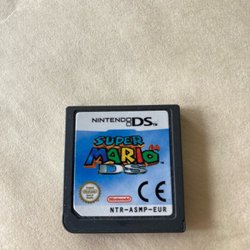 NINTENDO DS
SUPER
MARIO 64
DS
Nintendo
CE
NTR-ASMP-EUR